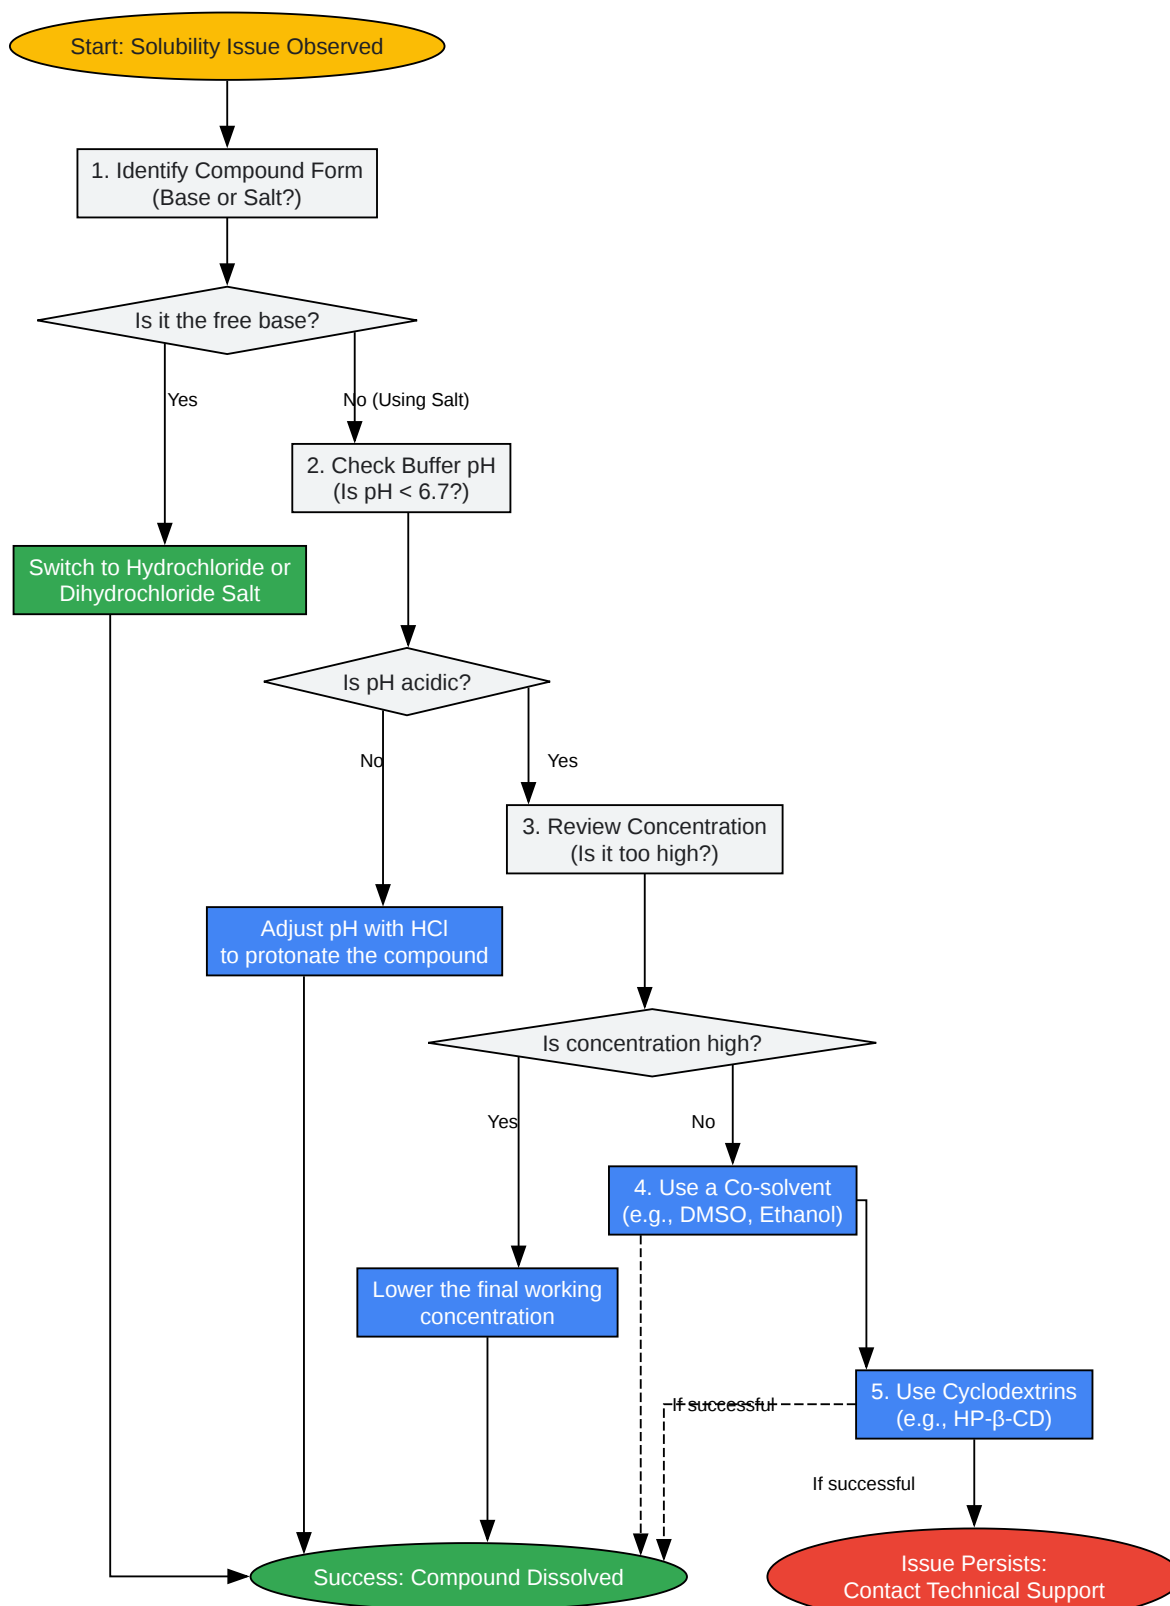 Start: Solubility Issue Observed
1. Identify Compound Form
(Base or Salt?)
Is it the free base?
Yes
No (Using Salt)
2. Check Buffer pH
(Is pH < 6.7?)
Switch to Hydrochloride or
Dihydrochloride Salt
Is pH acidic?
No
Yes
3. Review Concentration
(Is it too high?)
Adjust pH with HCl
to protonate the compound
Is concentration high?
Yes
No
4. Use a Co-solvent
(e.g., DMSO, Ethanol)
Lower the final working
concentration
5. Use Cyclodextrins
(e.g., HP-β-CD)
If successful
If successful
Success: Compound Dissolved
Issue Persists:
Contact Technical Support